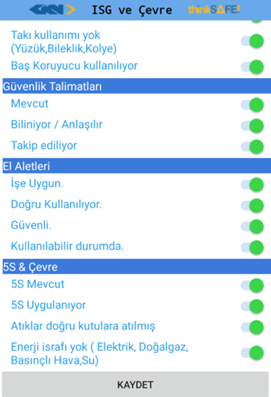 GKN
ISG ve Çevre
thinkSAFE!
Takı kullanımı yok
(Yüzük,Bileklik,Kolye)
Baş Koruyucu kullanılıyor
Güvenlik Talimatları
Mevcut
Biliniyor / Anlaşılır
Takip ediliyor
El Aletleri
İşe Uygun.
Doğru Kullanılıyor.
Güvenli.
Kullanılabilir durumda.
5S & Çevre
5S Mevcut
5S Uygulanıyor
Atıklar doğru kutulara atılmış
Enerji israfı yok ( Elektrik, Doğalgaz,
Basınçlı Hava,Su)
KAYDET